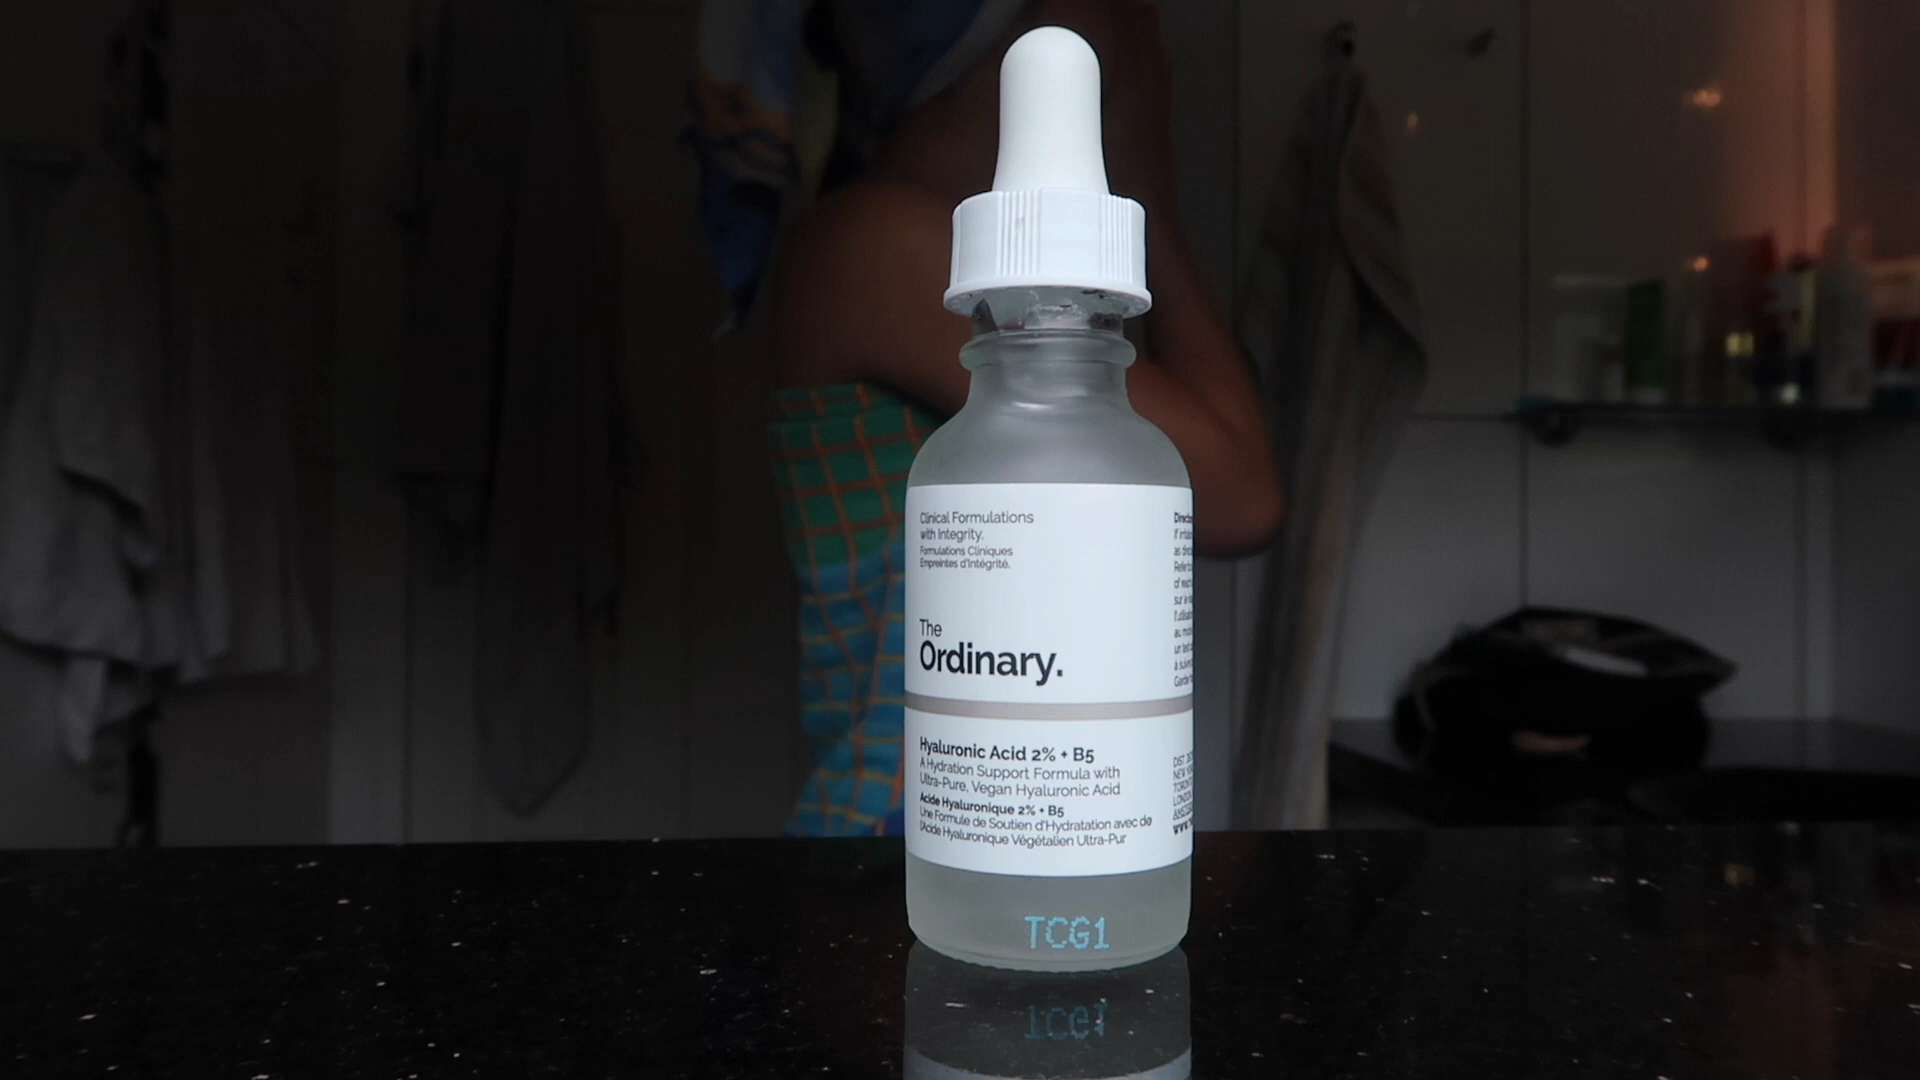 Clinical Formulations
with Integrity.
Formulations Cliniques
Empreintes d'Intégrité.
The
Ordinary.
Hyaluronic Acid 2% + B5
A Hydration Support Formula with
Ultra-Pure, Vegan Hyaluronic Acid
Acide Hyaluronique 2% + B5
Une Formule de Soutien d'Hydratation avec de
l'Acide Hyaluronique Végétalien Ultra-Pur
TCG1